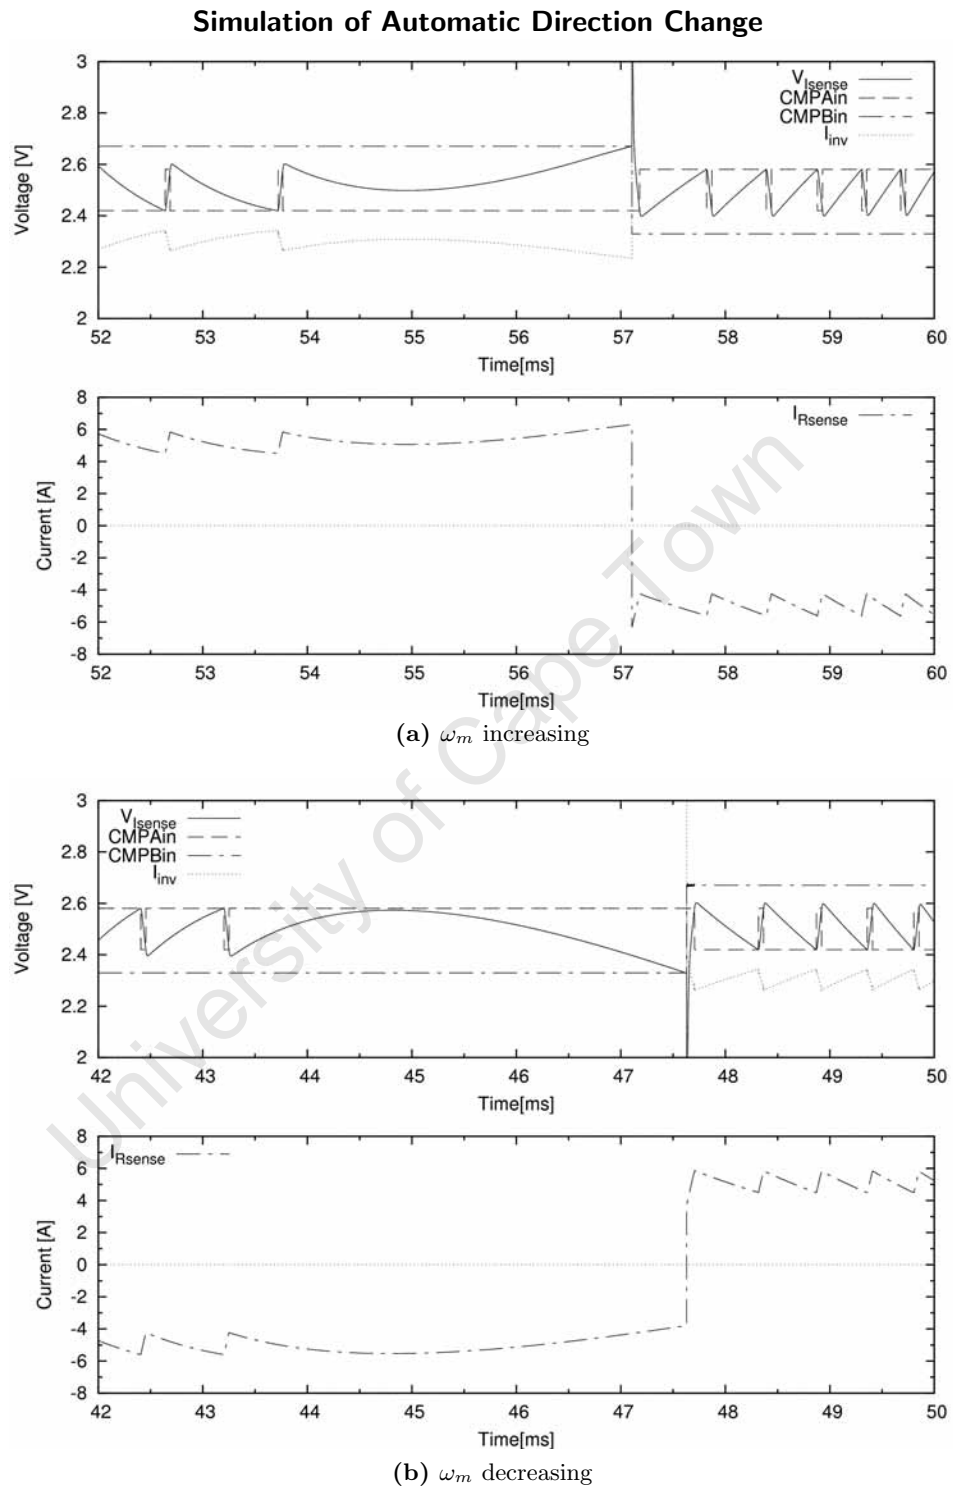 Simulation of Automatic Direction Change
3
2.8
2.6
2.4
2.2
2
Voltage [V]
V_Isense
CMPAin
CMPBin
I_inv
52 53 54 55 56 57 58 59 60
Time[ms]
8
6
4
2
0
-2
-4
-6
-8
Current [A]
I_Rsense
52 53 54 55 56 57 58 59 60
Time[ms]
(a) ω_m increasing
3
2.8
2.6
2.4
2.2
2
Voltage [V]
V_Isense
CMPAin
CMPBin
I_inv
42 43 44 45 46 47 48 49 50
Time[ms]
8
6
4
2
0
-2
-4
-6
-8
Current [A]
I_Rsense
42 43 44 45 46 47 48 49 50
Time[ms]
(b) ω_m decreasing
University of Cape Town